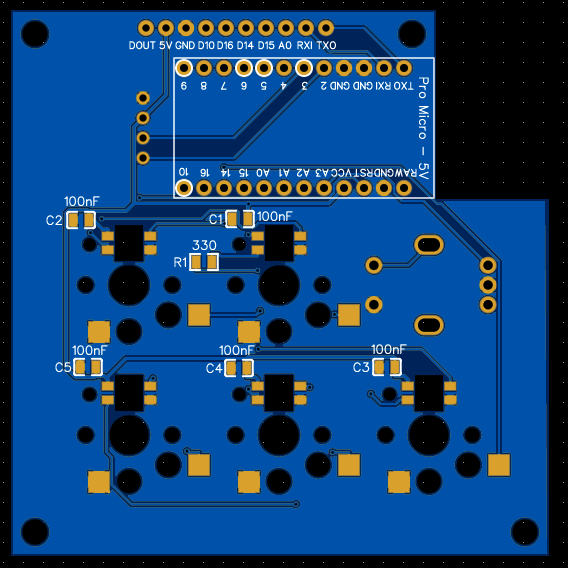 DOUT 5V GND D10 D16 D14 D15 A0 RXI TXO
9 8 7 6 5 4 3 2 GND GND RXI TXO
Pro Micro – 5V
10 16 14 15 A0 A1 A2 A3 VCC RST GND RAW
100nF
C2
C1
100nF
330
R1
100nF
C5
100nF
C4
100nF
C3